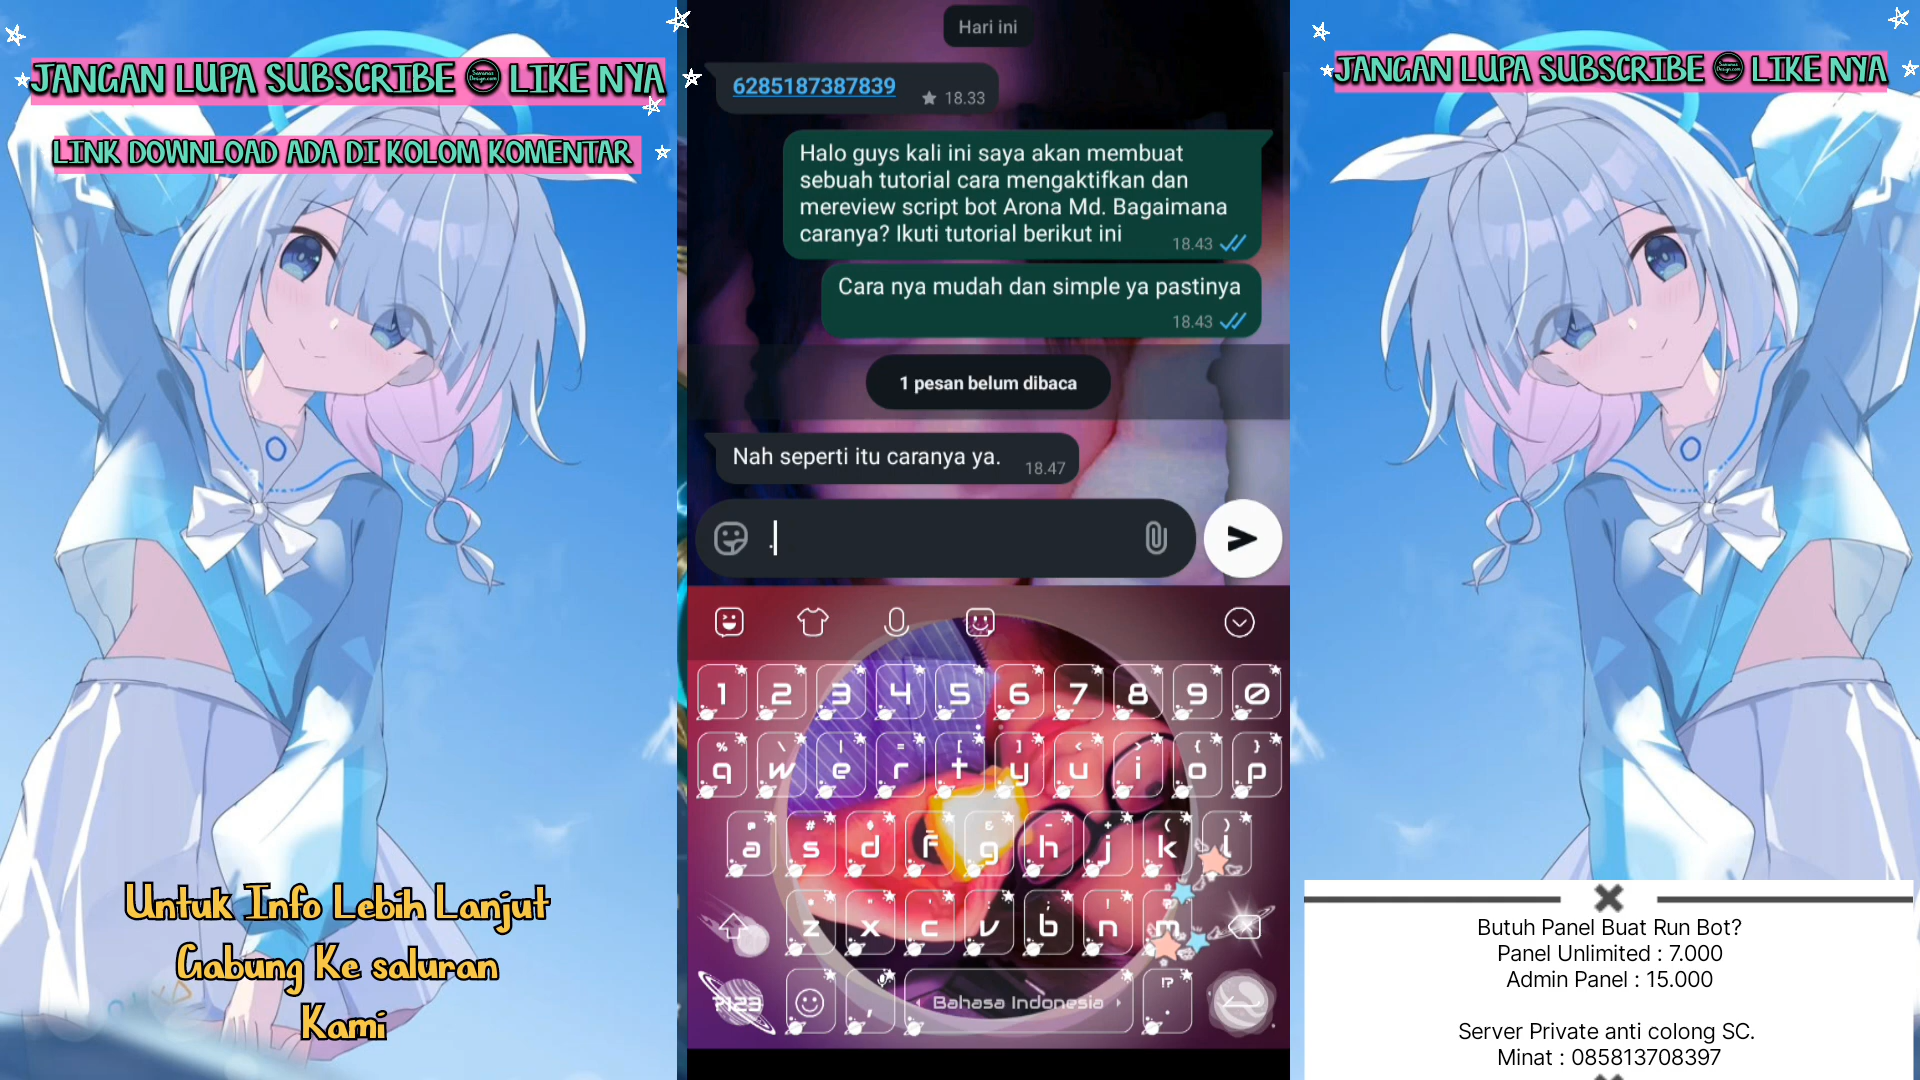 JANGAN LUPA SUBSCRIBE LIKE NYA
LINK DOWNLOAD ADA DI KOLOM KOMENTAR
Untuk Info Lebih Lanjut
Gabung Ke saluran
Kami
Hari ini
6285187387839
18.33
Halo guys kali ini saya akan membuat
sebuah tutorial cara mengaktifkan dan
mereview script bot Arona Md. Bagaimana
caranya? Ikuti tutorial berikut ini
18.43
Cara nya mudah dan simple ya pastinya
18.43
1 pesan belum dibaca
Nah seperti itu caranya ya.
18.47
.
1 2 3 4 5 6 7 8 9 0
% \ | = [ ] < > { }
q w e r t y u i o p
a s d f g h j k l
z x c v b n m
?123 , Bahasa Indonesia .
JANGAN LUPA SUBSCRIBE LIKE NYA
Butuh Panel Buat Run Bot?
Panel Unlimited : 7.000
Admin Panel : 15.000
Server Private anti colong SC.
Minat : 085813708397